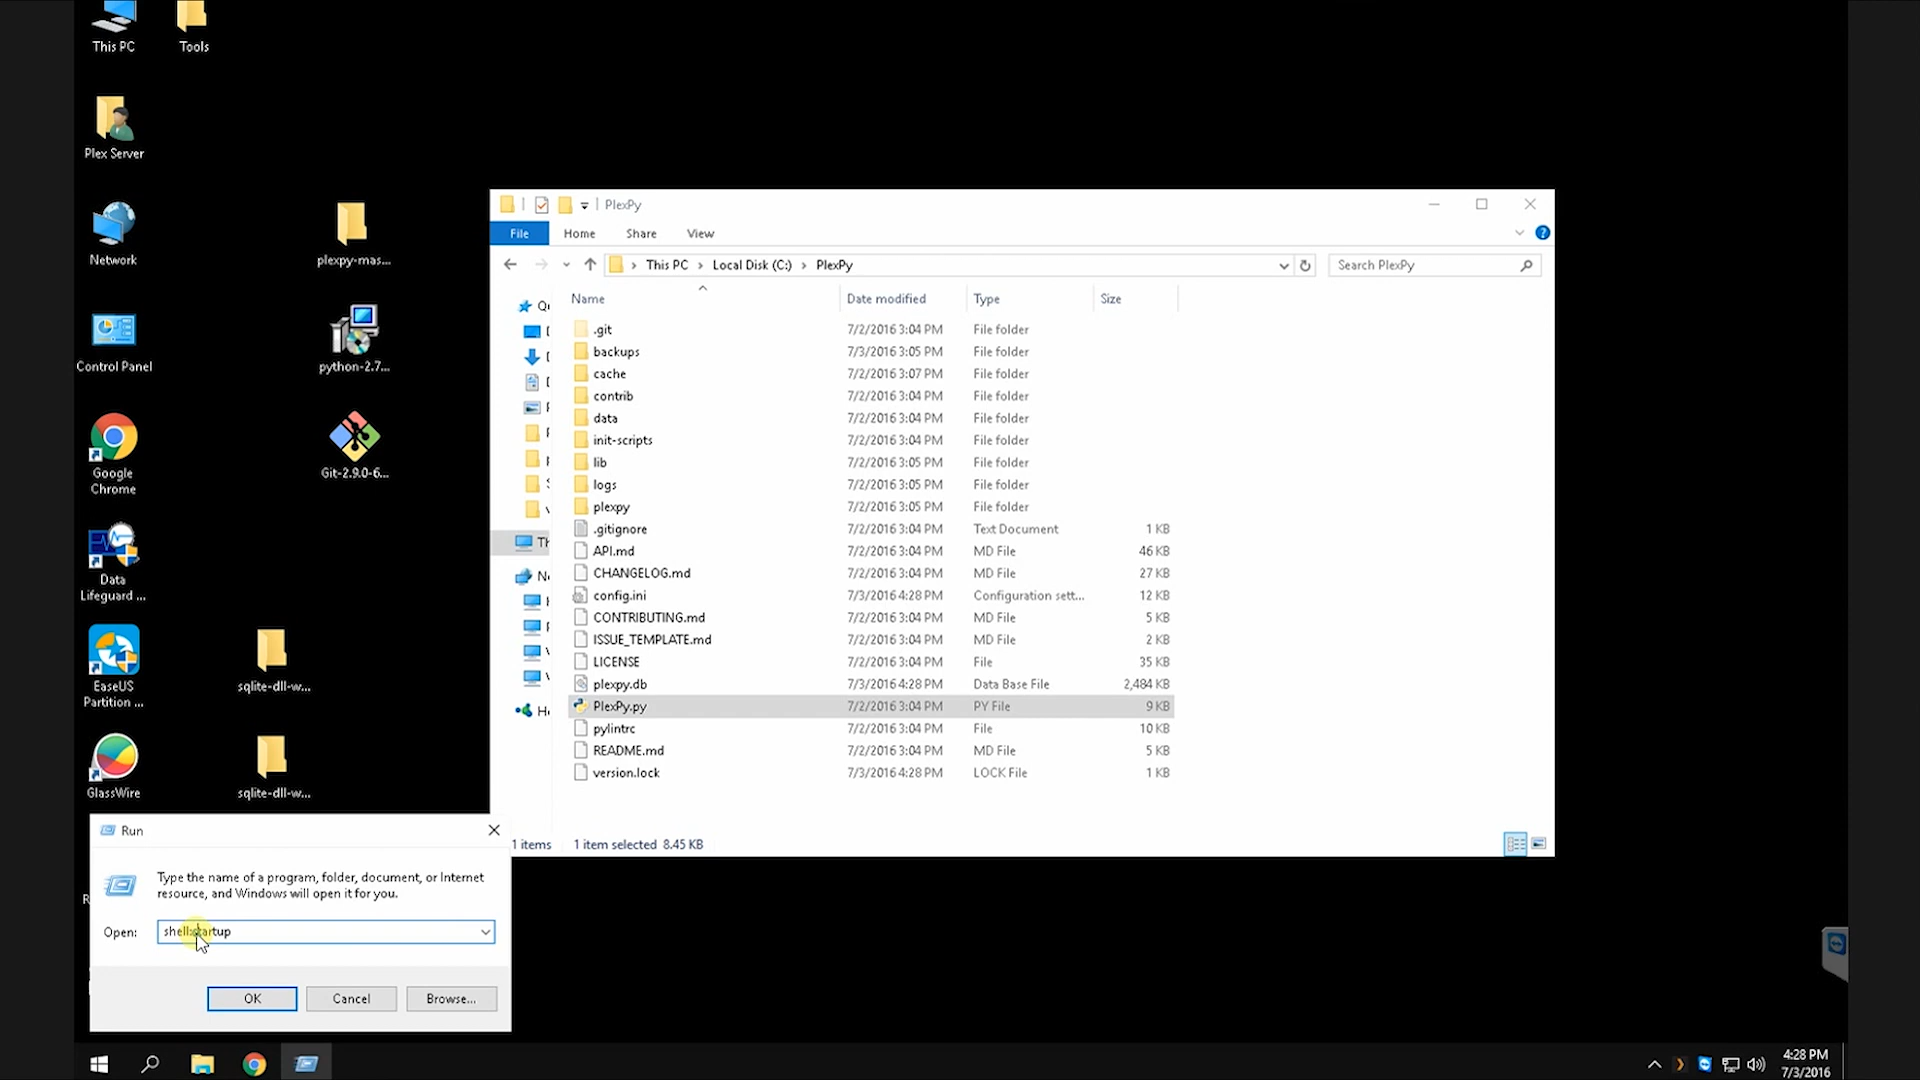 This PC
Tools
Plex Server
Network
plexpy-mas...
Control Panel
python-2.7...
Google
Chrome
Git-2.9.0-6...
Data
Lifeguard ...
EaseUS
Partition ...
sqlite-dll-w...
GlassWire
sqlite-dll-w...
PlexPy
File Home Share View
This PC > Local Disk (C:) > PlexPy
Search PlexPy
Name Date modified Type Size
.git 7/2/2016 3:04 PM File folder
backups 7/3/2016 3:05 PM File folder
cache 7/2/2016 3:07 PM File folder
contrib 7/2/2016 3:04 PM File folder
data 7/2/2016 3:04 PM File folder
init-scripts 7/2/2016 3:04 PM File folder
lib 7/2/2016 3:05 PM File folder
logs 7/2/2016 3:05 PM File folder
plexpy 7/2/2016 3:05 PM File folder
.gitignore 7/2/2016 3:04 PM Text Document 1 KB
API.md 7/2/2016 3:04 PM MD File 46 KB
CHANGELOG.md 7/2/2016 3:04 PM MD File 27 KB
config.ini 7/3/2016 4:28 PM Configuration sett... 12 KB
CONTRIBUTING.md 7/2/2016 3:04 PM MD File 5 KB
ISSUE_TEMPLATE.md 7/2/2016 3:04 PM MD File 2 KB
LICENSE 7/2/2016 3:04 PM File 35 KB
plexpy.db 7/3/2016 4:28 PM Data Base File 2,484 KB
PlexPy.py 7/2/2016 3:04 PM PY File 9 KB
pylintrc 7/2/2016 3:04 PM File 10 KB
README.md 7/2/2016 3:04 PM MD File 5 KB
version.lock 7/3/2016 4:28 PM LOCK File 1 KB
1 items 1 item selected 8.45 KB
Run
Type the name of a program, folder, document, or Internet
resource, and Windows will open it for you.
Open: shell:startup
OK Cancel Browse...
4:28 PM
7/3/2016